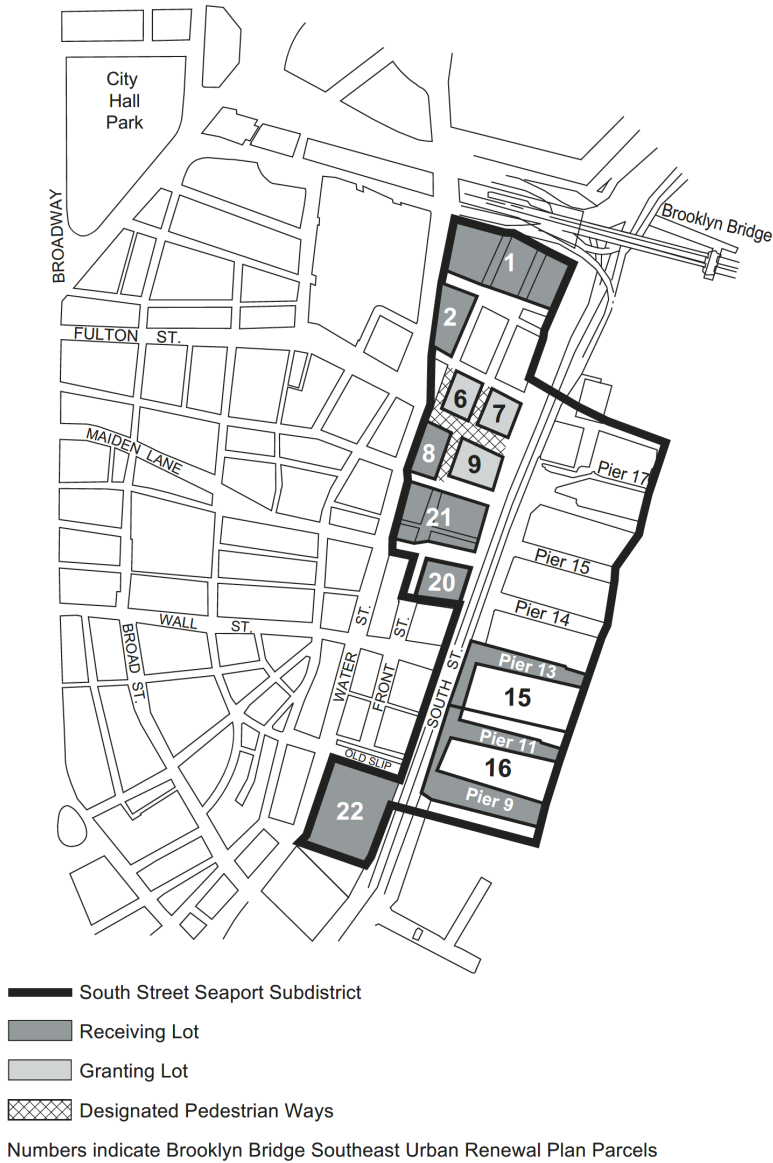 City
Hall
Park
BROADWAY
Brooklyn Bridge
1
2
FULTON ST.
6
7
MAIDEN LANE
8
9
Pier 17
21
Pier 15
20
Pier 14
WALL ST.
BROAD ST.
WATER ST.
FRONT ST.
SOUTH ST.
Pier 13
15
Pier 11
OLD SLIP
16
Pier 9
22
South Street Seaport Subdistrict
Receiving Lot
Granting Lot
Designated Pedestrian Ways
Numbers indicate Brooklyn Bridge Southeast Urban Renewal Plan Parcels